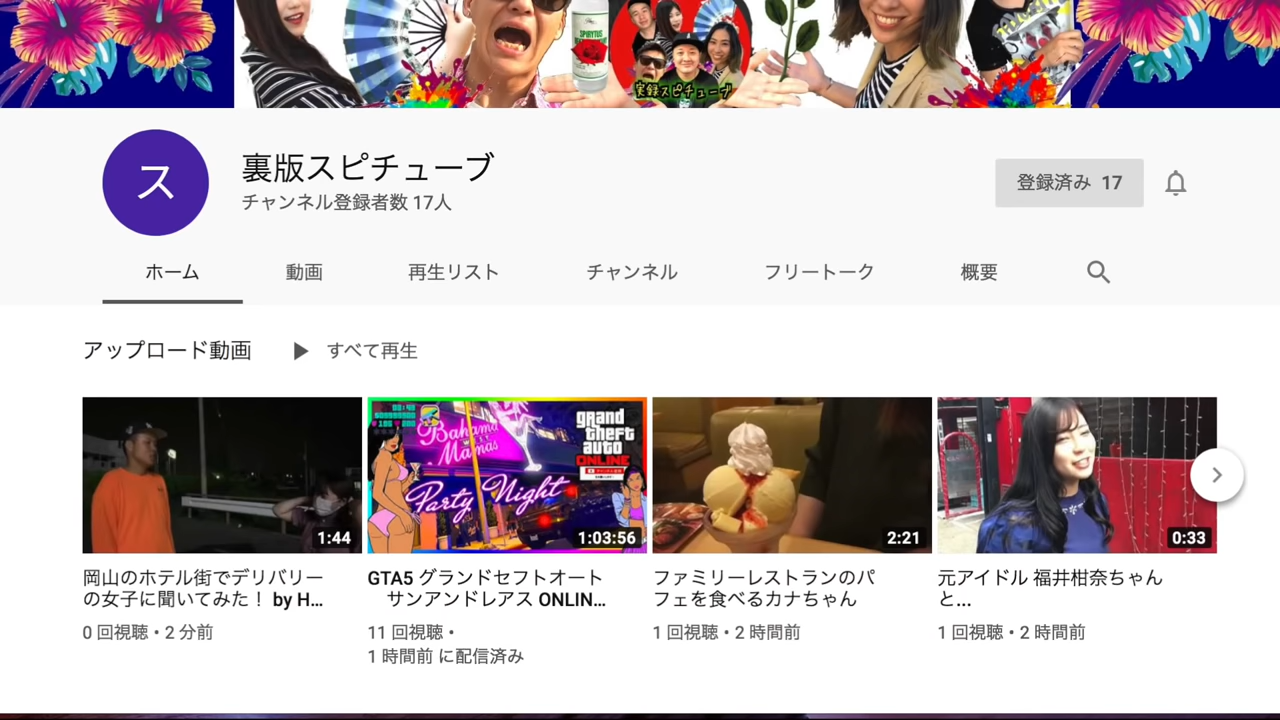 SPIRYTUS
実録スピチューブ
ス
裏版スピチューブ
チャンネル登録者数 17人
登録済み 17
ホーム
動画
再生リスト
チャンネル
フリートーク
概要
アップロード動画
すべて再生
1:44
Bahama
Mamas
Party Night
grand
theft
auto
ONLINE
1:03:56
2:21
0:33
岡山のホテル街でデリバリー
の女子に聞いてみた！ by H...
0 回視聴・2 分前
GTA5 グランドセフトオート
サンアンドレアス ONLIN...
11 回視聴・
1 時間前 に配信済み
ファミリーレストランのパ
フェを食べるカナちゃん
1 回視聴・2 時間前
元アイドル 福井柑奈ちゃん
と...
1 回視聴・2 時間前